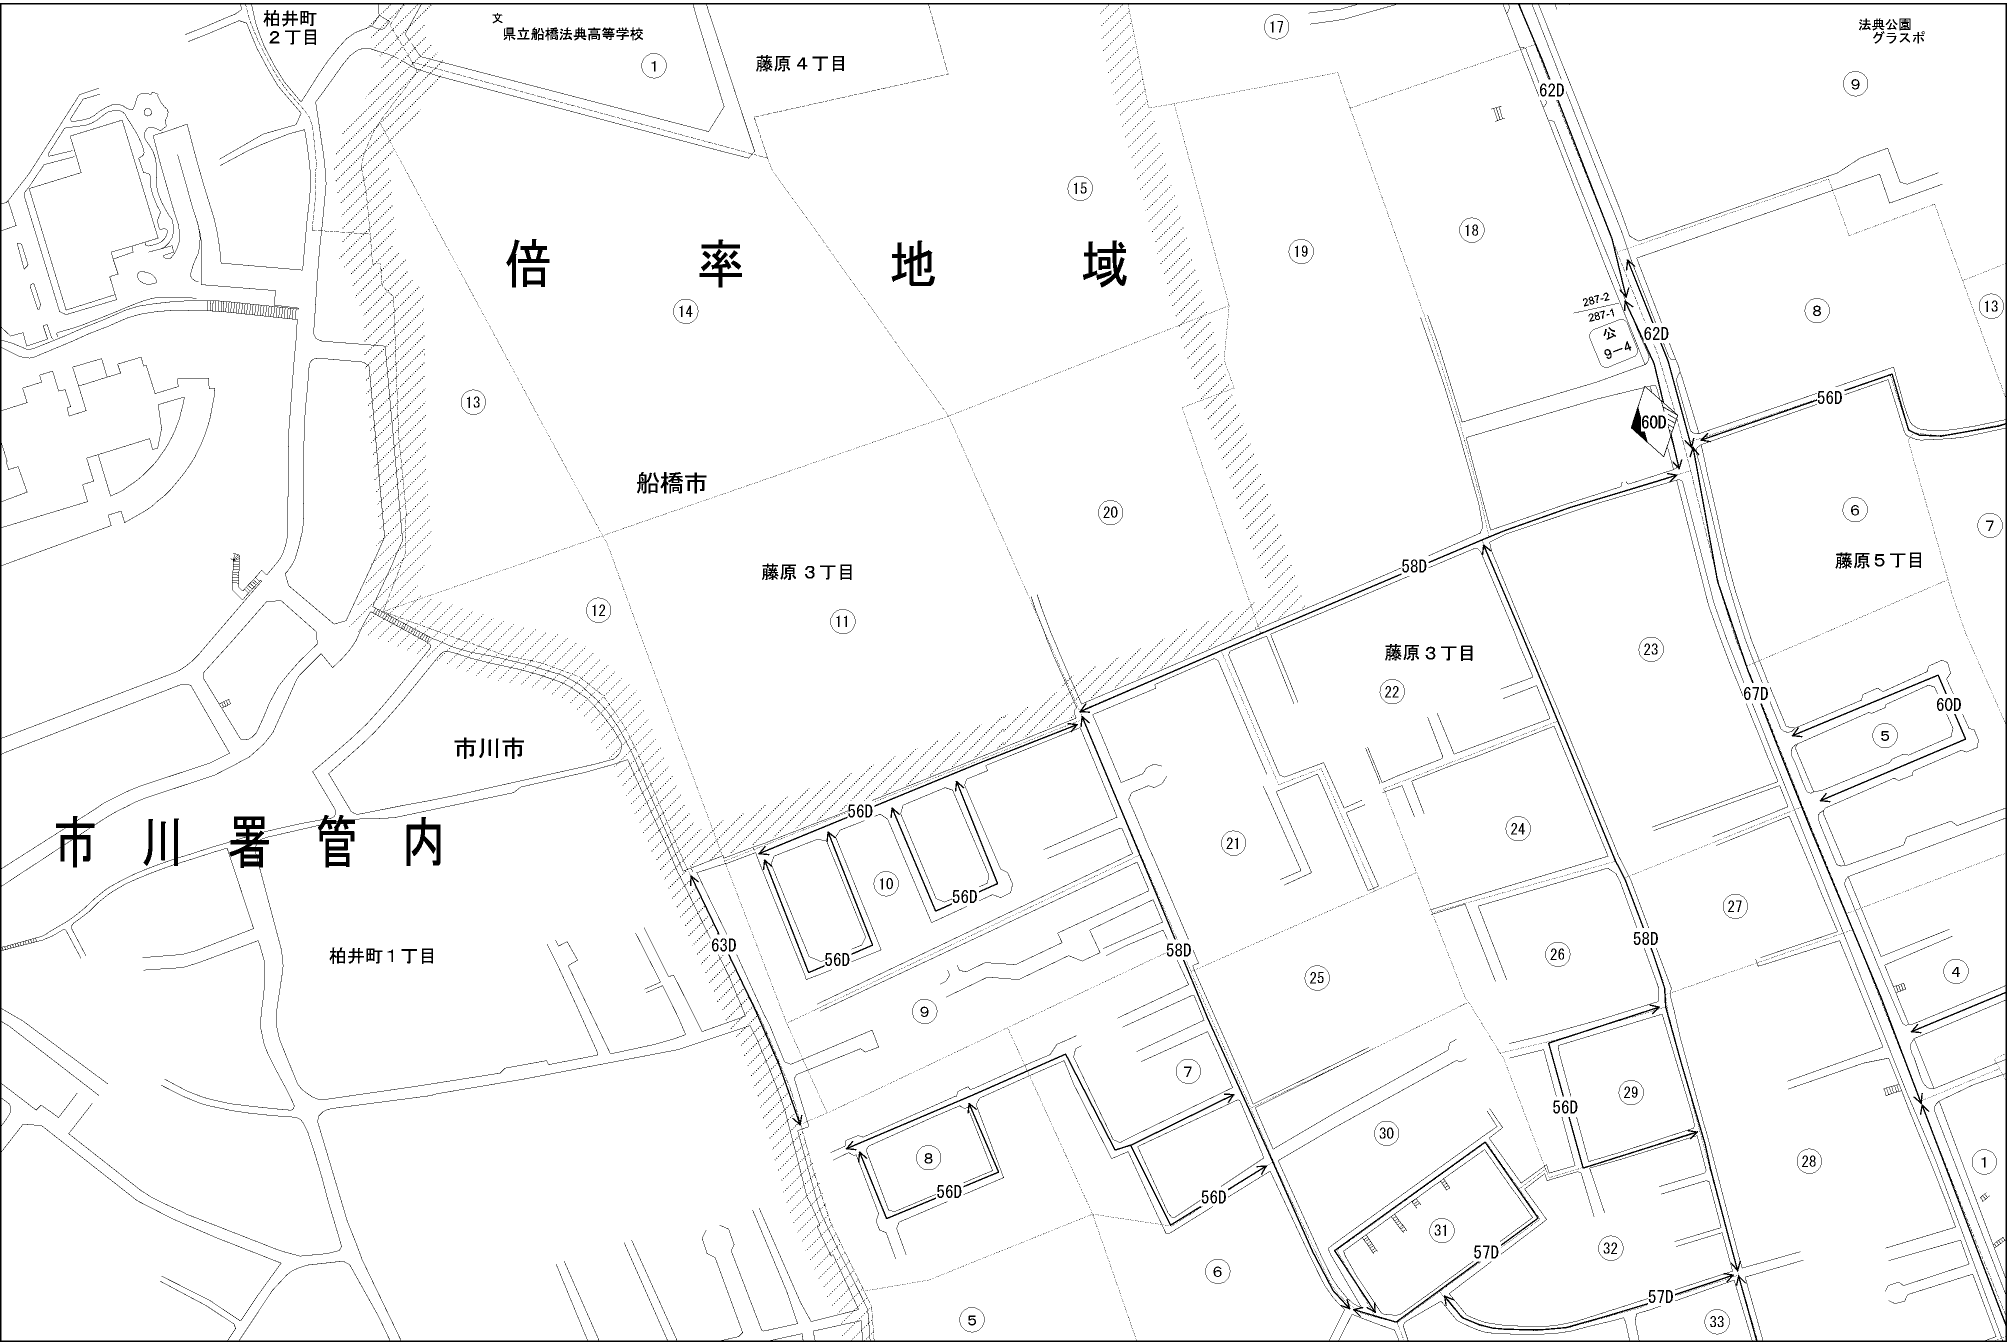 柏井町
２丁目
文
県立船橋法典高等学校
1
藤原４丁目
17
法典公園
グラスポ
9
62D
15
18
19
倍率地域
14
8
13
287-2
287-1
公
9－4
62D
13
56D
60D
船橋市
20
6
7
58D
藤原３丁目
藤原５丁目
12
11
23
藤原３丁目
22
67D
60D
5
市川市
56D
24
21
市川署管内
10
56D
27
63D
58D
58D
柏井町１丁目
56D
26
4
25
9
7
29
56D
30
8
28
1
56D
56D
31
32
57D
6
57D
5
33